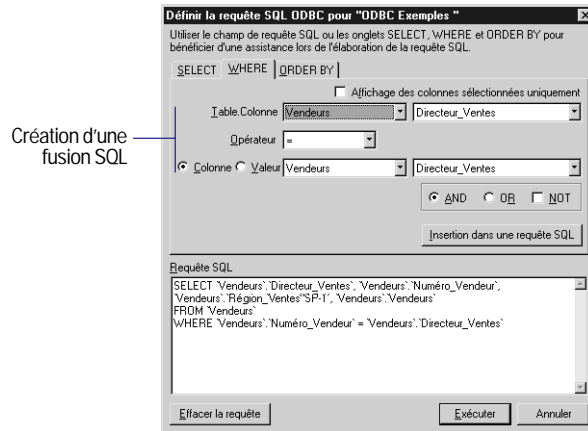 Définir la requête SQL ODBC pour "ODBC Exemples "
Utiliser le champ de requête SQL ou les onglets SELECT, WHERE et ORDER BY pour
bénéficier d'une assistance lors de l'élaboration de la requête SQL.
SELECT WHERE ORDER BY
Affichage des colonnes sélectionnées uniquement
Table.Colonne Vendeurs Directeur_Ventes
Création d'une
fusion SQL
Opérateur =
Colonne Valeur Vendeurs Directeur_Ventes
AND OR NOT
Insertion dans une requête SQL
Requête SQL
SELECT `Vendeurs`.`Directeur_Ventes`, `Vendeurs`.`Numéro_Vendeur`,
`Vendeurs`.`Région_Ventes"SP-1`, `Vendeurs`.`Vendeurs`
FROM `Vendeurs`
WHERE `Vendeurs`.`Numéro_Vendeur` = `Vendeurs`.`Directeur_Ventes`
Effacer la requête Exécuter Annuler